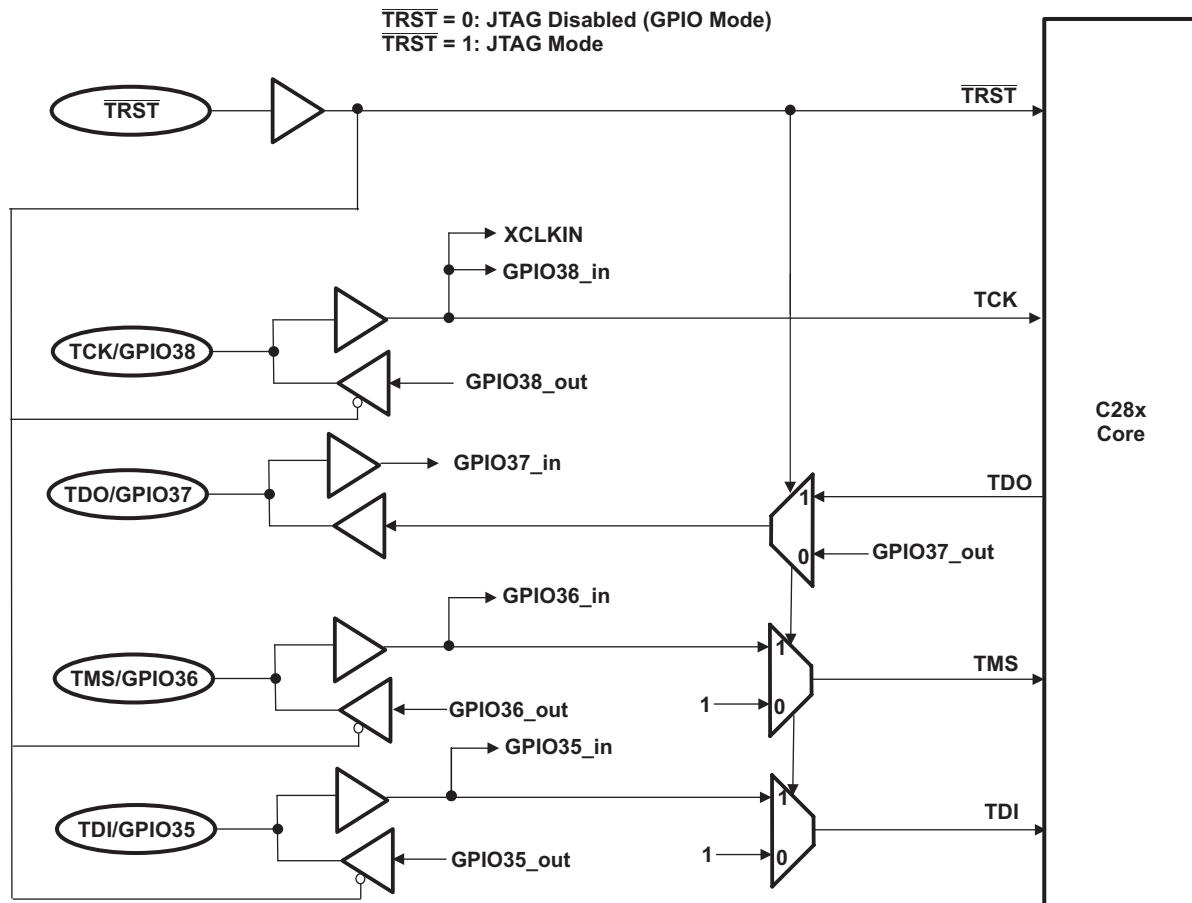 TRST = 0: JTAG Disabled (GPIO Mode)
TRST = 1: JTAG Mode
TRST
TRST
XCLKIN
GPIO38_in
TCK
TCK/GPIO38
GPIO38_out
C28x
Core
GPIO37_in
TDO/GPIO37
1
TDO
0
GPIO37_out
GPIO36_in
1
TMS/GPIO36
TMS
GPIO36_out
1
0
GPIO35_in
1
TDI/GPIO35
TDI
GPIO35_out
1
0